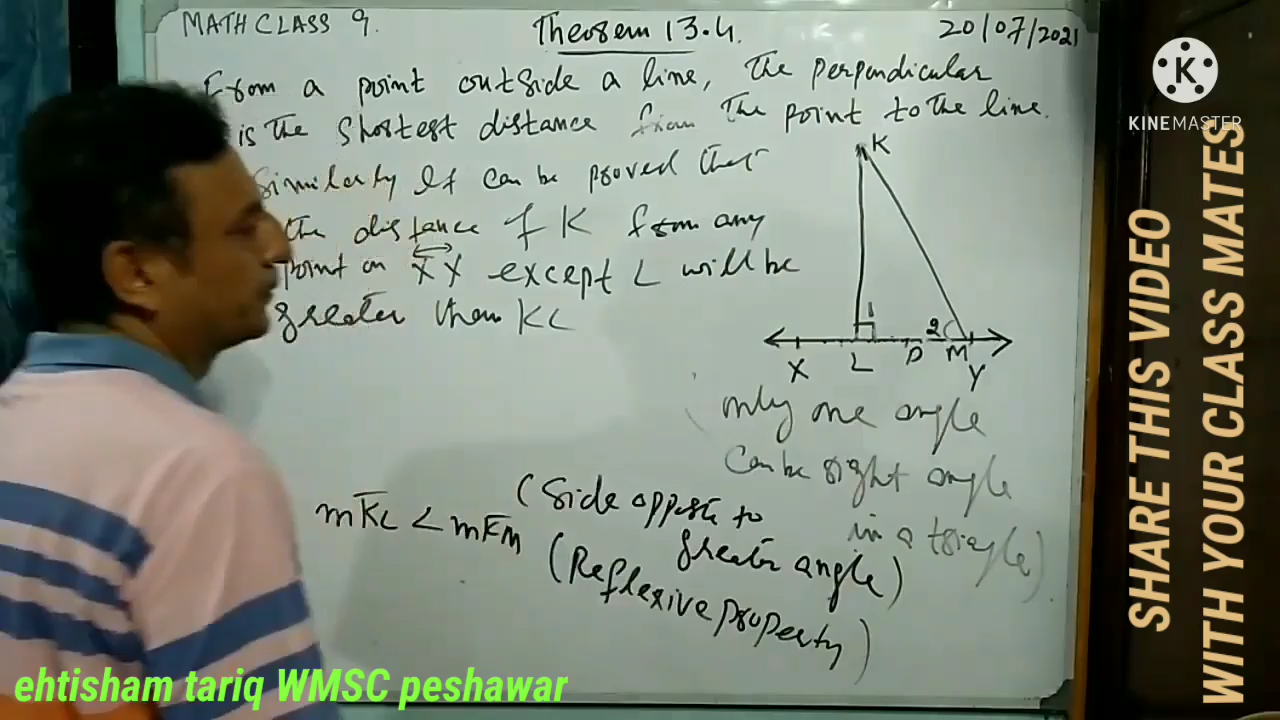 MATH CLASS 9.
Theorem 13.4.
20/07/2021
From a point outside a line, the perpendicular
is the shortest distance from the point to the line.
Similarly It can be proved that
the distance of K from any
point on XY except L will be
greater than KL
K
1
2
X L P M Y
only one angle
can be right angle
in a triangle)
mKL < mKM
(Side opposite to
greater angle)
(Reflexive property)
K
KINEMASTER
SHARE THIS VIDEO
WITH YOUR CLASS MATES
ehtisham tariq WMSC peshawar